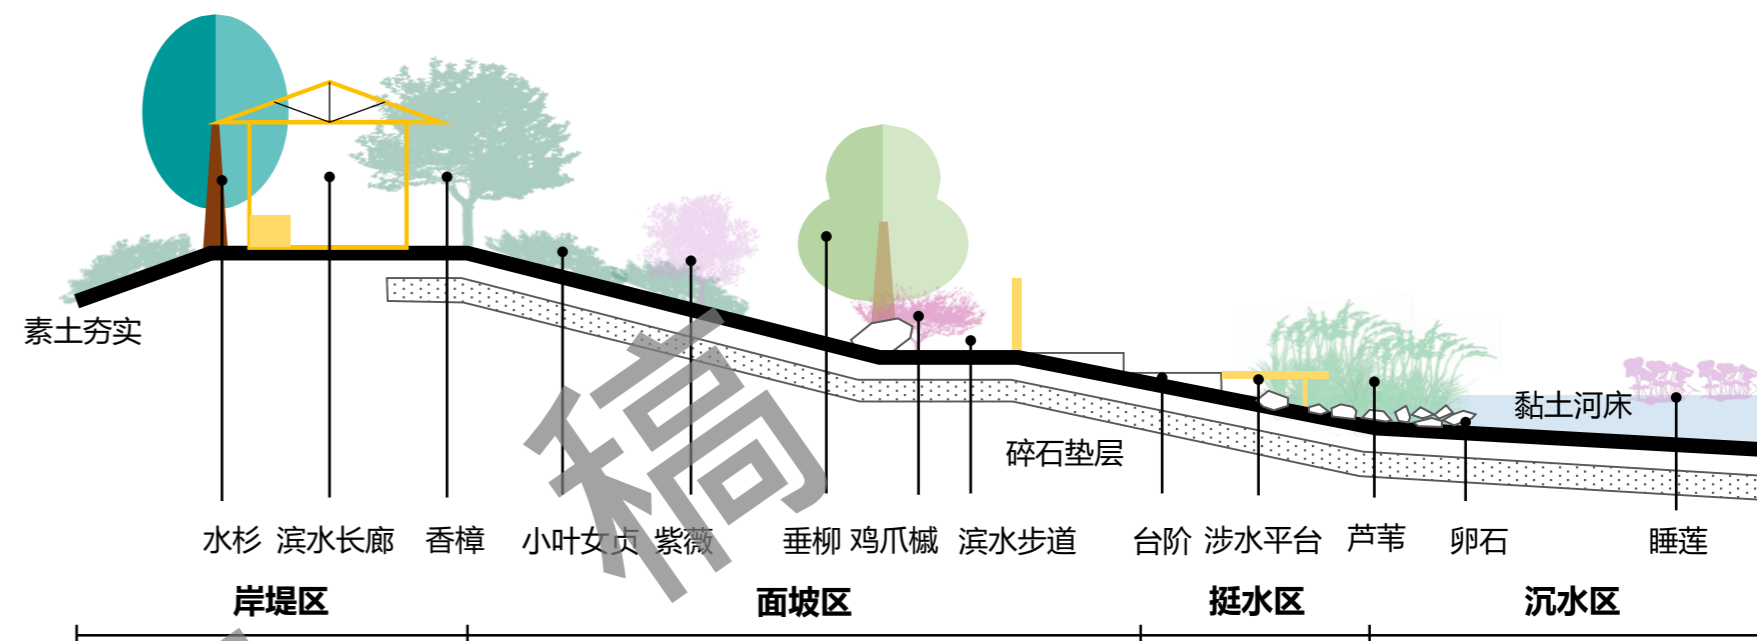 素土夯实
黏土河床
碎石垫层
水杉 滨水长廊 香樟 小叶女贞 紫薇 垂柳 鸡爪槭 滨水步道 台阶 涉水平台 芦苇 卵石 睡莲
岸堤区 面坡区 挺水区 沉水区
稿